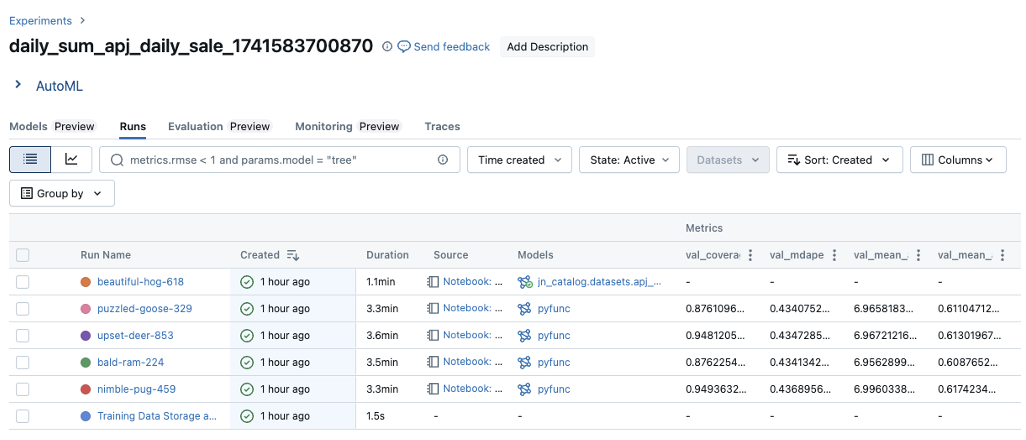 Experiments >
daily_sum_apj_daily_sale_1741583700870 Send feedback Add Description
AutoML
Models Preview Runs Evaluation Preview Monitoring Preview Traces
metrics.rmse < 1 and params.model = "tree" Time created State: Active Datasets Sort: Created Columns
Group by
Metrics
Run Name Created Duration Source Models val_covera val_mdape val_mean_. val_mean_.
beautiful-hog-618 1 hour ago 1.1min Notebook: ... jn_catalog.datasets.apj_... - - - -
puzzled-goose-329 1 hour ago 3.3min Notebook: ... pyfunc 0.8761096... 0.4340752... 6.9658183... 0.61104712...
upset-deer-853 1 hour ago 3.6min Notebook: ... pyfunc 0.9481205... 0.4347285... 6.96721216... 0.61301967...
bald-ram-224 1 hour ago 3.5min Notebook: ... pyfunc 0.8762254... 0.4341342... 6.9562899... 0.6087652...
nimble-pug-459 1 hour ago 3.3min Notebook: ... pyfunc 0.9493632... 0.4368956... 6.9960338... 0.6174234...
Training Data Storage a... 1 hour ago 1.5s - - - - - -